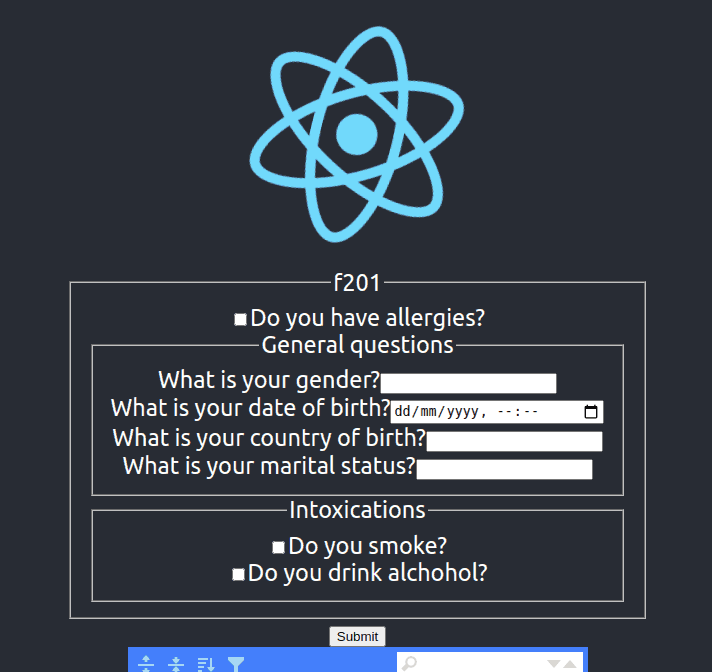 f201
Do you have allergies?
General questions
What is your gender?
What is your date of birth? dd/mm/yyyy, --:--
What is your country of birth?
What is your marital status?
Intoxications
Do you smoke?
Do you drink alchohol?
Submit